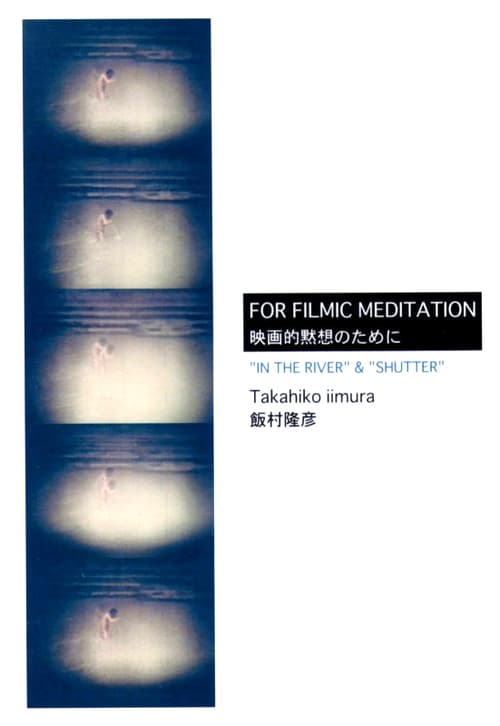 FOR FILMIC MEDITATION
映画的黙想のために
"IN THE RIVER" & "SHUTTER"
Takahiko iimura
飯村隆彦